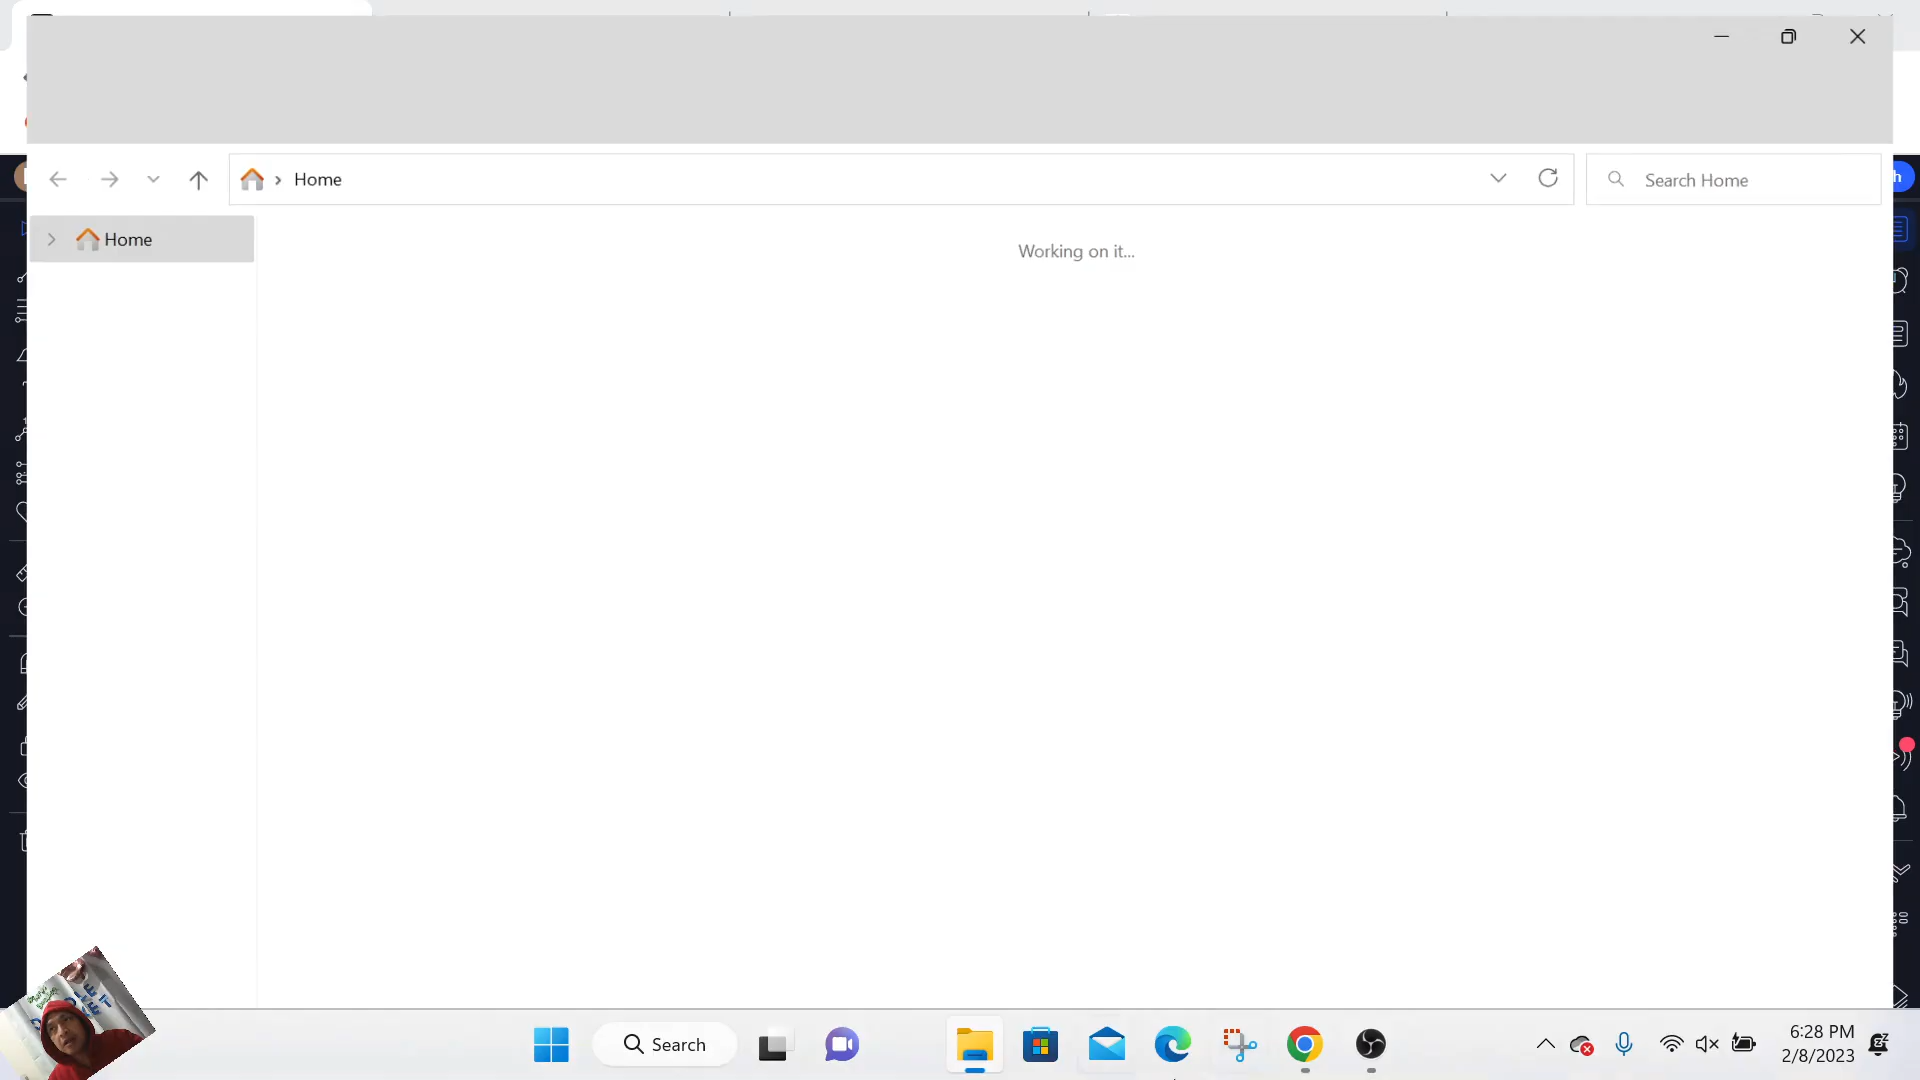 Home
Search Home
Home
Working on it...
h
Search
6:28 PM
2/8/2023